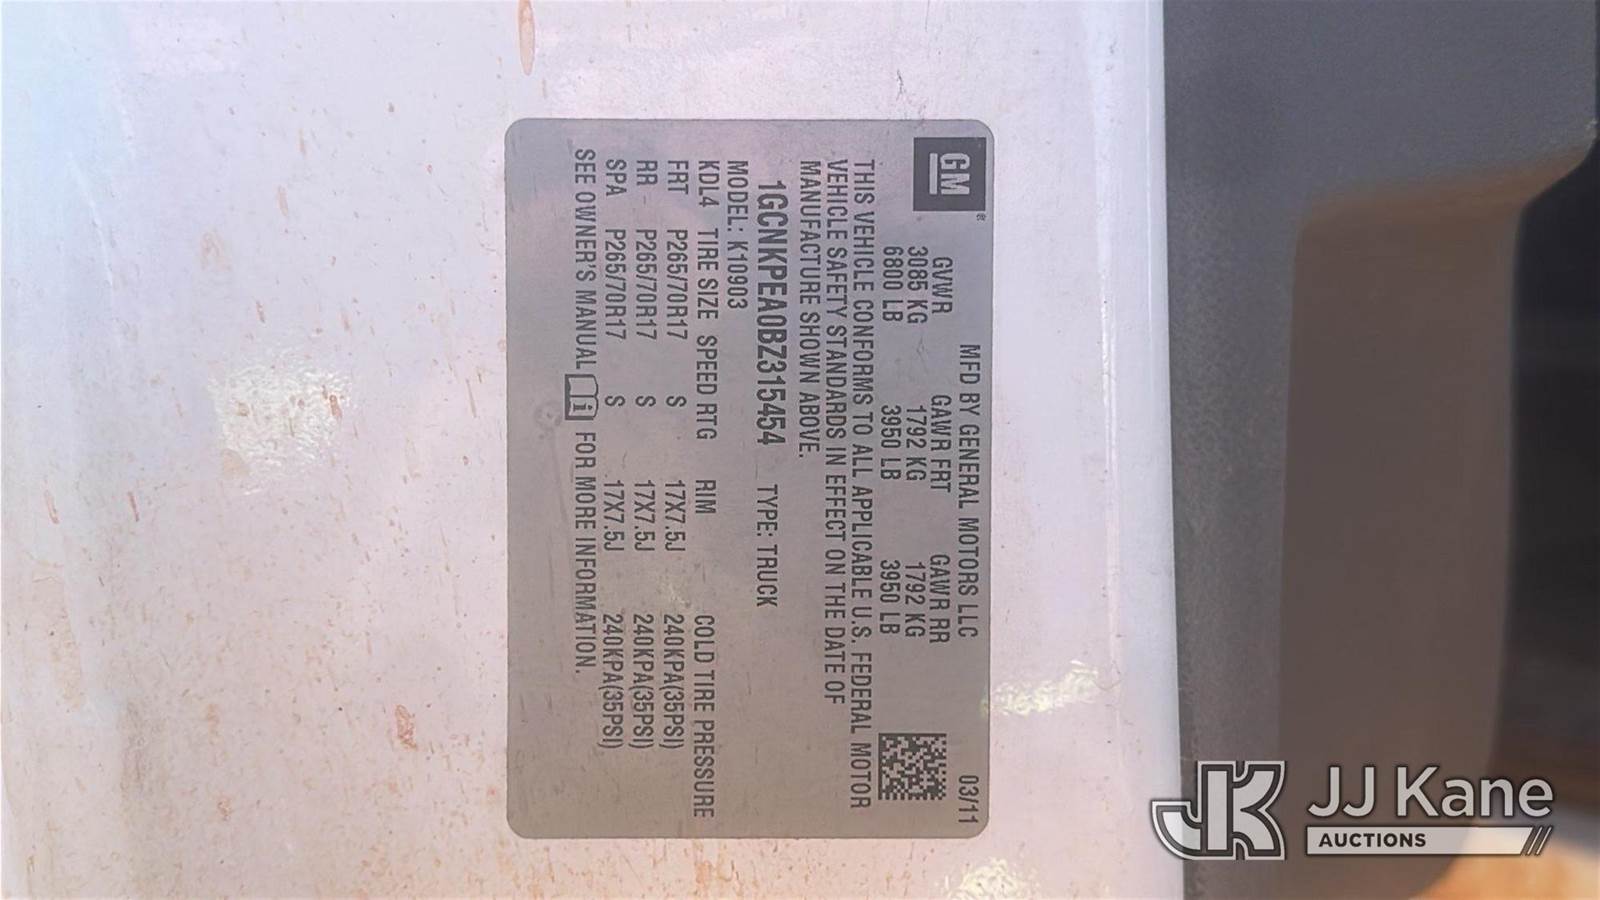 GM ®
MFD BY GENERAL MOTORS LLC 03/11
GVWR GAWR FRT GAWR RR
3085 KG 1792 KG 1792 KG
6800 LB 3950 LB 3950 LB
THIS VEHICLE CONFORMS TO ALL APPLICABLE U.S. FEDERAL MOTOR
VEHICLE SAFETY STANDARDS IN EFFECT ON THE DATE OF
MANUFACTURE SHOWN ABOVE.
1GCNKPEA0BZ315454 TYPE: TRUCK
MODEL: K10903
KDL4 TIRE SIZE SPEED RTG RIM COLD TIRE PRESSURE
FRT P265/70R17 S 17X7.5J 240KPA(35PSI)
RR - P265/70R17 S 17X7.5J 240KPA(35PSI)
SPA P265/70R17 S 17X7.5J 240KPA(35PSI)
SEE OWNER'S MANUAL i FOR MORE INFORMATION.
JK JJ Kane
AUCTIONS